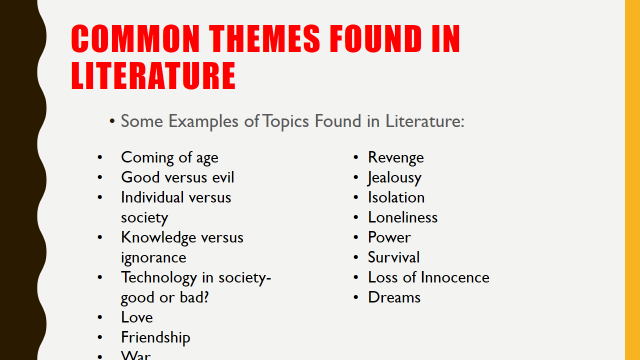 COMMON THEMES FOUND IN
LITERATURE
• Some Examples of Topics Found in Literature:
• Coming of age
• Good versus evil
• Individual versus
society
• Knowledge versus
ignorance
• Technology in society-
good or bad?
• Love
• Friendship
• War
• Revenge
• Jealousy
• Isolation
• Loneliness
• Power
• Survival
• Loss of Innocence
• Dreams